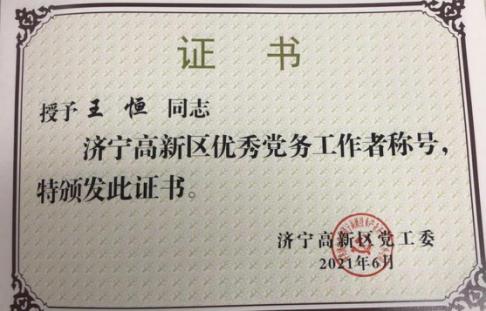 证 书
授予王 恒 同志
济宁高新区优秀党务工作者称号，
特颁发此证书。
济宁高新区党工委
2021年6月